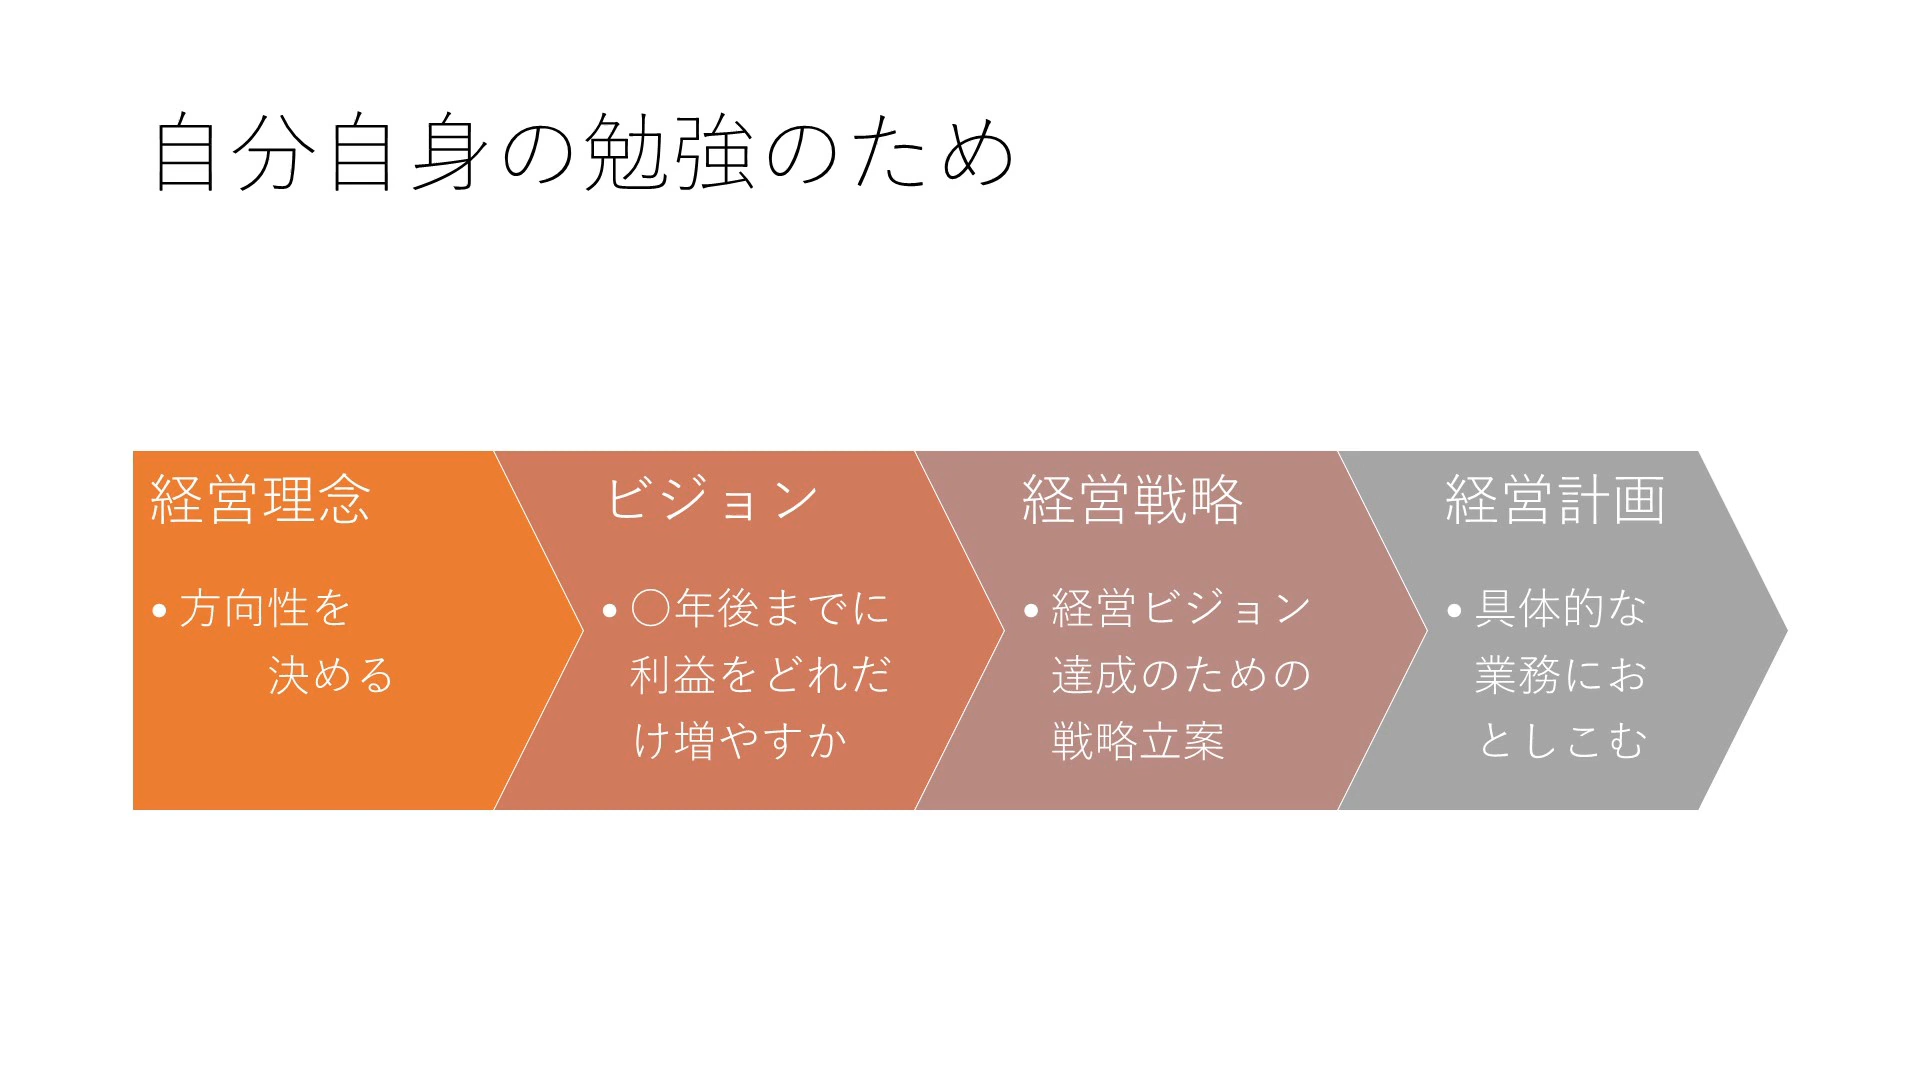 自分自身の勉強のため
経営理念
• 方向性を
決める
ビジョン
• 〇年後までに
利益をどれだ
け増やすか
経営戦略
• 経営ビジョン
達成のための
戦略立案
経営計画
• 具体的な
業務にお
としこむ